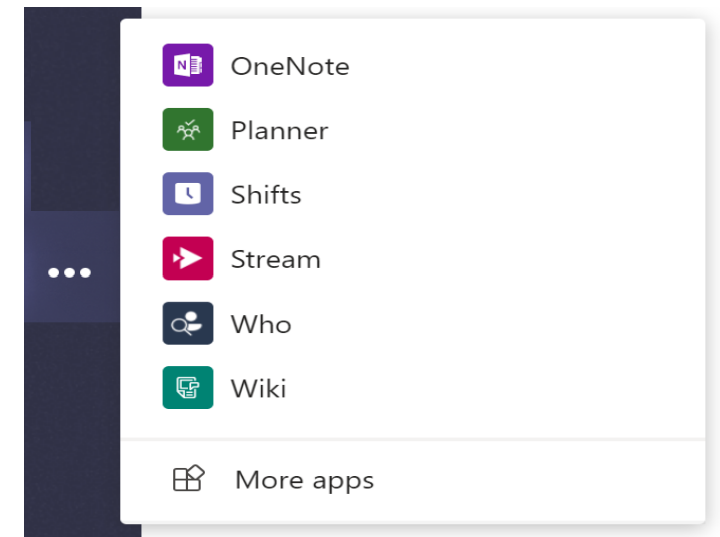 OneNote
Planner
Shifts
Stream
Who
Wiki
More apps